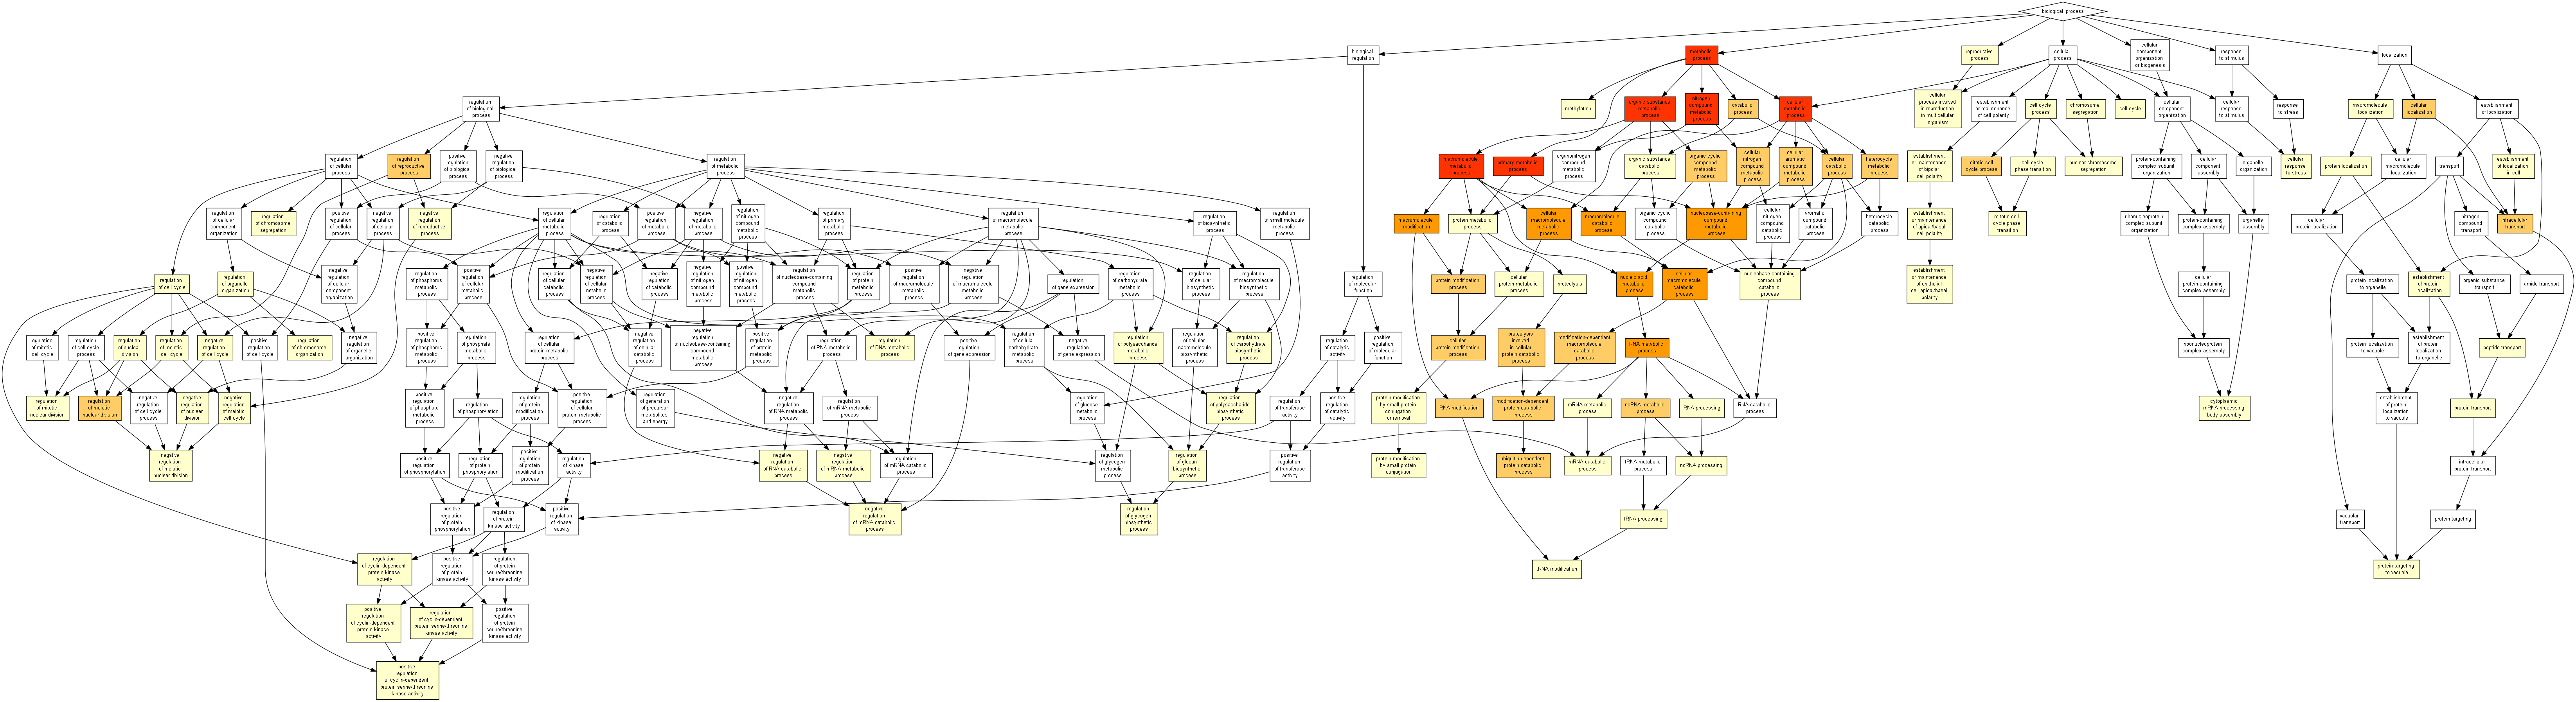 biological_process
biological
regulation
metabolic
process
reproductive
process
cellular
process
cellular
component
organization
or biogenesis
response
to stimulus
localization
regulation
of biological
process
methylation
organic substance
metabolic
process
nitrogen
compound
metabolic
process
catabolic
process
cellular
metabolic
process
cellular
process involved
in reproduction
in multicellular
organism
establishment
or maintenance
of cell polarity
cell cycle
process
chromosome
segregation
cell cycle
cellular
component
organization
cellular
response
to stimulus
response
to stress
macromolecule
localization
cellular
localization
establishment
of localization
regulation
of cellular
process
regulation
of reproductive
process
positive
regulation
of biological
process
negative
regulation
of biological
process
regulation
of metabolic
process
macromolecule
metabolic
process
primary metabolic
process
organonitrogen
compound
metabolic
process
organic substance
catabolic
process
organic cyclic
compound
metabolic
process
cellular
nitrogen
compound
metabolic
process
cellular
aromatic
compound
metabolic
process
cellular
catabolic
process
heterocycle
metabolic
process
establishment
or maintenance
of bipolar
cell polarity
mitotic cell
cycle process
cell cycle
phase transition
nuclear chromosome
segregation
protein-containing
complex subunit
organization
cellular
component
assembly
organelle
organization
cellular
response
to stress
protein localization
cellular
macromolecule
localization
transport
establishment
of localization
in cell
regulation
of cellular
component
organization
regulation
of chromosome
segregation
positive
regulation
of cellular
process
negative
regulation
of cellular
process
negative
regulation
of reproductive
process
regulation
of cellular
metabolic
process
regulation
of catabolic
process
positive
regulation
of metabolic
process
negative
regulation
of metabolic
process
regulation
of nitrogen
compound
metabolic
process
regulation
of primary
metabolic
process
regulation
of macromolecule
metabolic
process
regulation
of biosynthetic
process
regulation
of small molecule
metabolic
process
macromolecule
modification
protein metabolic
process
cellular
macromolecule
metabolic
process
macromolecule
catabolic
process
organic cyclic
compound
catabolic
process
nucleobase-containing
compound
metabolic
process
cellular
nitrogen
compound
catabolic
process
aromatic
compound
catabolic
process
heterocycle
catabolic
process
establishment
or maintenance
of apical/basal
cell polarity
mitotic cell
cycle phase
transition
ribonucleoprotein
complex subunit
organization
protein-containing
complex assembly
organelle
assembly
cellular
protein localization
nitrogen
compound
transport
intracellular
transport
regulation
of cell cycle
regulation
of organelle
organization
negative
regulation
of cellular
component
organization
regulation
of phosphorus
metabolic
process
positive
regulation
of cellular
metabolic
process
regulation
of cellular
catabolic
process
negative
regulation
of cellular
metabolic
process
negative
regulation
of catabolic
process
negative
regulation
of nitrogen
compound
metabolic
process
positive
regulation
of nitrogen
compound
metabolic
process
regulation
of nucleobase-containing
compound
metabolic
process
regulation
of protein
metabolic
process
positive
regulation
of macromolecule
metabolic
process
negative
regulation
of macromolecule
metabolic
process
regulation
of gene expression
regulation
of carbohydrate
metabolic
process
regulation
of cellular
biosynthetic
process
regulation
of macromolecule
biosynthetic
process
regulation
of molecular
function
protein modification
process
cellular
protein metabolic
process
proteolysis
nucleic acid
metabolic
process
cellular
macromolecule
catabolic
process
nucleobase-containing
compound
catabolic
process
establishment
or maintenance
of epithelial
cell apical/basal
polarity
cellular
protein-containing
complex assembly
protein localization
to organelle
establishment
of protein
localization
organic substance
transport
amide transport
regulation
of mitotic
cell cycle
regulation
of cell cycle
process
regulation
of nuclear
division
regulation
of meiotic
cell cycle
negative
regulation
of cell cycle
positive
regulation
of cell cycle
regulation
of chromosome
organization
negative
regulation
of organelle
organization
positive
regulation
of phosphorus
metabolic
process
regulation
of phosphate
metabolic
process
regulation
of cellular
protein metabolic
process
negative
regulation
of cellular
catabolic
process
negative
regulation
of nucleobase-containing
compound
metabolic
process
positive
regulation
of protein
metabolic
process
regulation
of RNA metabolic
process
regulation
of DNA metabolic
process
positive
regulation
of gene expression
regulation
of cellular
carbohydrate
metabolic
process
negative
regulation
of gene expression
regulation
of polysaccharide
metabolic
process
regulation
of cellular
macromolecule
biosynthetic
process
regulation
of carbohydrate
biosynthetic
process
regulation
of catalytic
activity
positive
regulation
of molecular
function
cellular
protein modification
process
proteolysis
involved
in cellular
protein catabolic
process
modification-dependent
macromolecule
catabolic
process
RNA metabolic
process
ribonucleoprotein
complex assembly
protein localization
to vacuole
establishment
of protein
localization
to organelle
peptide transport
regulation
of mitotic
nuclear division
regulation
of meiotic
nuclear division
negative
regulation
of cell cycle
process
negative
regulation
of nuclear
division
negative
regulation
of meiotic
cell cycle
positive
regulation
of phosphate
metabolic
process
regulation
of phosphorylation
regulation
of protein
modification
process
positive
regulation
of cellular
protein metabolic
process
regulation
of generation
of precursor
metabolites
and energy
negative
regulation
of RNA metabolic
process
regulation
of mRNA metabolic
process
regulation
of glucose
metabolic
process
regulation
of polysaccharide
biosynthetic
process
regulation
of transferase
activity
positive
regulation
of catalytic
activity
protein modification
by small protein
conjugation
or removal
RNA modification
modification-dependent
protein catabolic
process
mRNA metabolic
process
ncRNA metabolic
process
RNA processing
RNA catabolic
process
cytoplasmic
mRNA processing
body assembly
establishment
of protein
localization
to vacuole
protein transport
negative
regulation
of meiotic
nuclear division
positive
regulation
of phosphorylation
regulation
of protein
phosphorylation
positive
regulation
of protein
modification
process
regulation
of kinase
activity
negative
regulation
of RNA catabolic
process
negative
regulation
of mRNA metabolic
process
regulation
of mRNA catabolic
process
regulation
of glycogen
metabolic
process
regulation
of glucan
biosynthetic
process
positive
regulation
of transferase
activity
protein modification
by small protein
conjugation
ubiquitin-dependent
protein catabolic
process
mRNA catabolic
process
tRNA metabolic
process
ncRNA processing
intracellular
protein transport
positive
regulation
of protein
phosphorylation
regulation
of protein
kinase activity
positive
regulation
of kinase
activity
negative
regulation
of mRNA catabolic
process
regulation
of glycogen
biosynthetic
process
tRNA processing
vacuolar
transport
protein targeting
regulation
of cyclin-dependent
protein kinase
activity
positive
regulation
of protein
kinase activity
regulation
of protein
serine/threonine
kinase activity
tRNA modification
protein targeting
to vacuole
positive
regulation
of cyclin-dependent
protein kinase
activity
regulation
of cyclin-dependent
protein serine/threonine
kinase activity
positive
regulation
of protein
serine/threonine
kinase activity
positive
regulation
of cyclin-dependent
protein serine/threonine
kinase activity